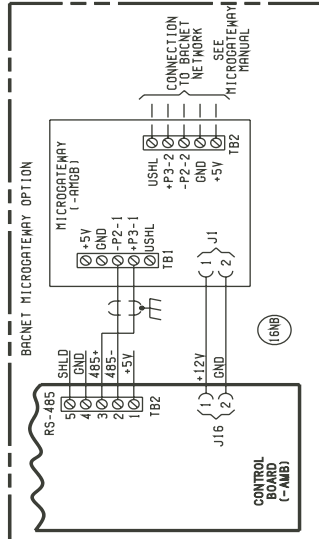 BACNET MICROGATEWAY OPTION
RS-485
SHLD
GND
485+
485-
+5V
5
4
3
2
1
TB2
+12V
GND
1
2
J16
CONTROL
BOARD
(-AMB)
16NB
MICROGATEWAY
(-AMGB)
+5V
GND
-P2-1
+P3-1
USHL
TB1
1
2
J1
USHL
+P3-2
-P2-2
GND
+5V
TB2
CONNECTION
TO BACNET
NETWORK
SEE
MICROGATEWAY
MANUAL